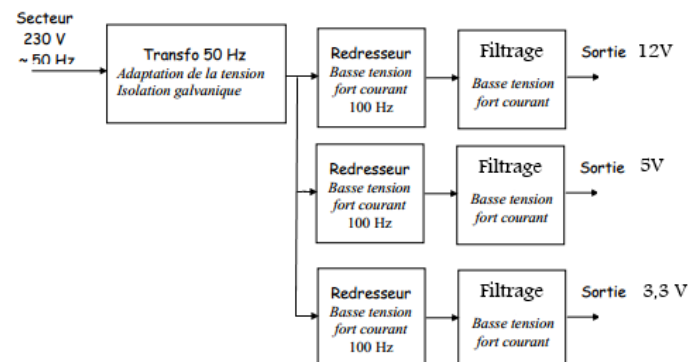 Secteur
230 V
~ 50 Hz
Transfo 50 Hz
Adaptation de la tension
Isolation galvanique
Redresseur
Basse tension
fort courant
100 Hz
Filtrage
Basse tension
fort courant
Sortie 12V
Redresseur
Basse tension
fort courant
100 Hz
Filtrage
Basse tension
fort courant
Sortie 5V
Redresseur
Basse tension
fort courant
100 Hz
Filtrage
Basse tension
fort courant
Sortie 3,3 V